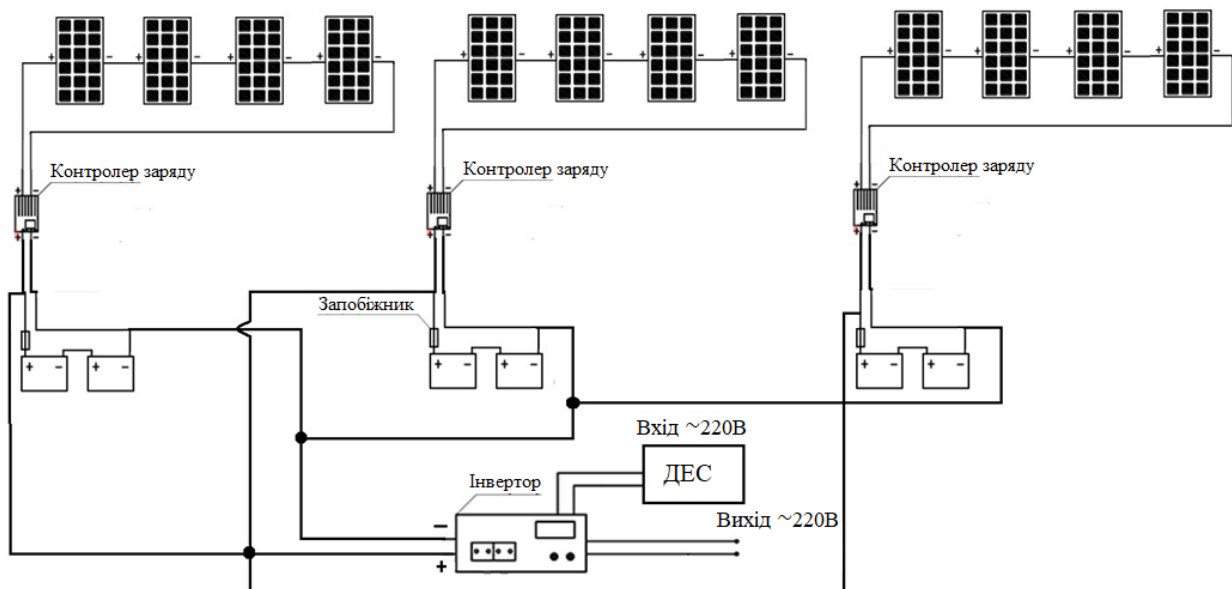 + − + − + − + −
+ − + − + − + −
+ − + − + − + −
Контролер заряду
Контролер заряду
Контролер заряду
+ −
+ −
+ −
+ −
+ −
+ −
Запобіжник
+ − + −
+ − + −
+ − + −
Вхід ~220В
ДЕС
Інвертор
Вихід ~220В
−
+